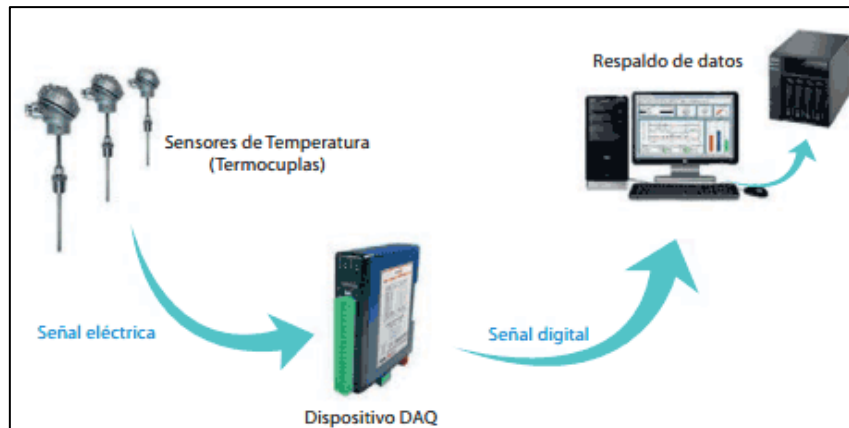 Respaldo de datos
Sensores de Temperatura
(Termocuplas)
Señal eléctrica
Señal digital
Dispositivo DAQ